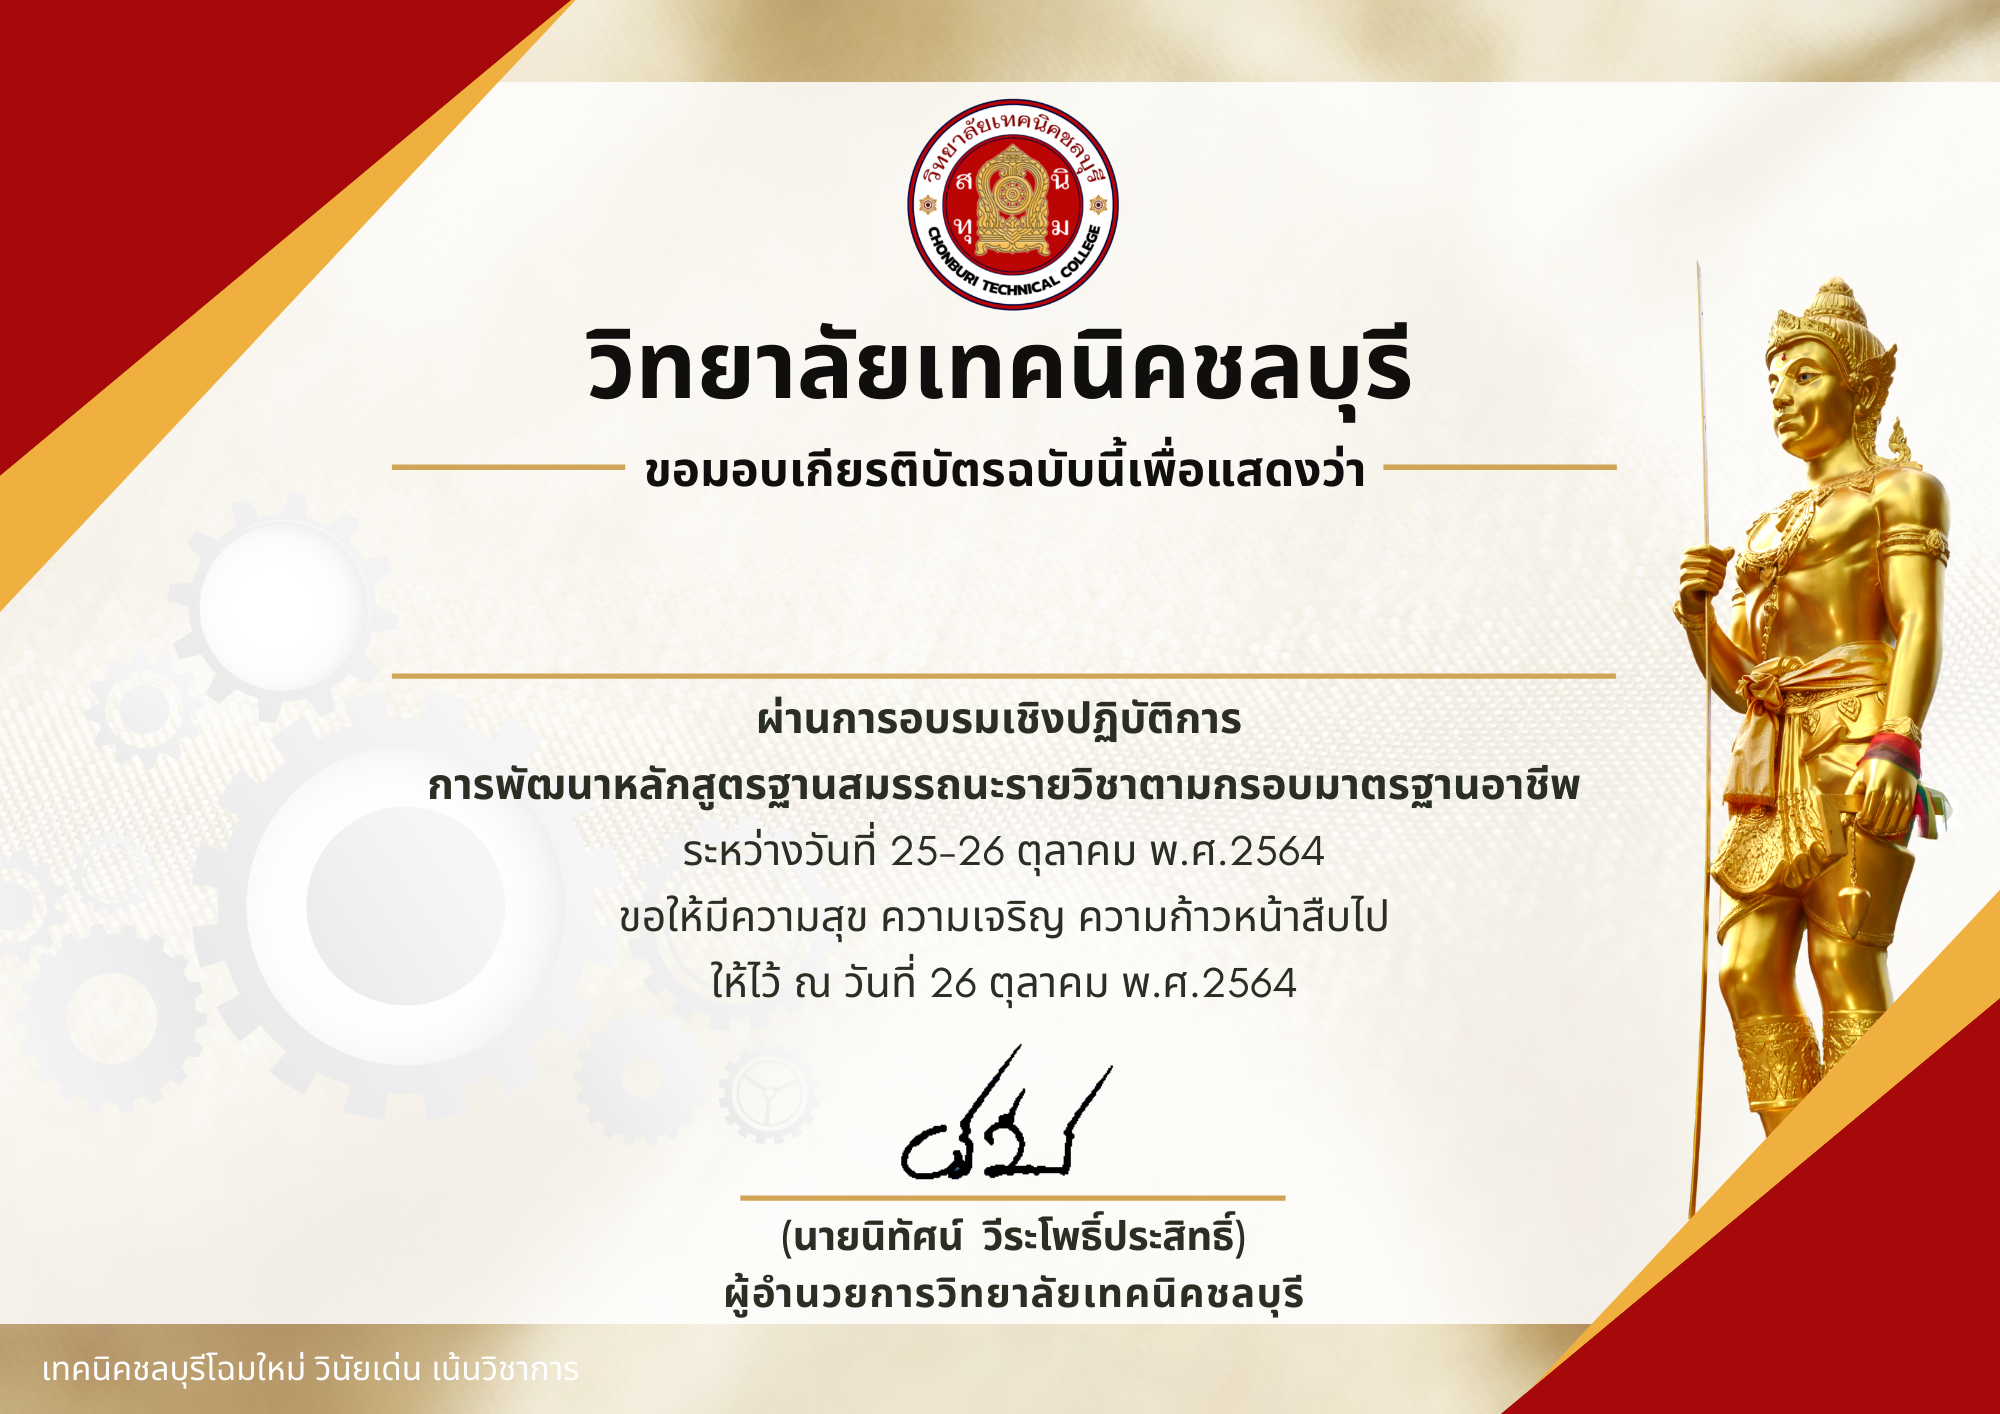 วิทยาลัยเทคนิคชลบุรี
ส นิ
ทุ ม
CHONBURI TECHNICAL COLLEGE
วิทยาลัยเทคนิคชลบุรี
ขอมอบเกียรติบัตรฉบับนี้เพื่อแสดงว่า
ผ่านการอบรมเชิงปฏิบัติการ
การพัฒนาหลักสูตรฐานสมรรถนะรายวิชาตามกรอบมาตรฐานอาชีพ
ระหว่างวันที่ 25-26 ตุลาคม พ.ศ.2564
ขอให้มีความสุข ความเจริญ ความก้าวหน้าสืบไป
ให้ไว้ ณ วันที่ 26 ตุลาคม พ.ศ.2564
(นายนิทัศน์ วีระโพธิ์ประสิทธิ์)
ผู้อำนวยการวิทยาลัยเทคนิคชลบุรี
เทคนิคชลบุรีโฉมใหม่ วินัยเด่น เน้นวิชาการ